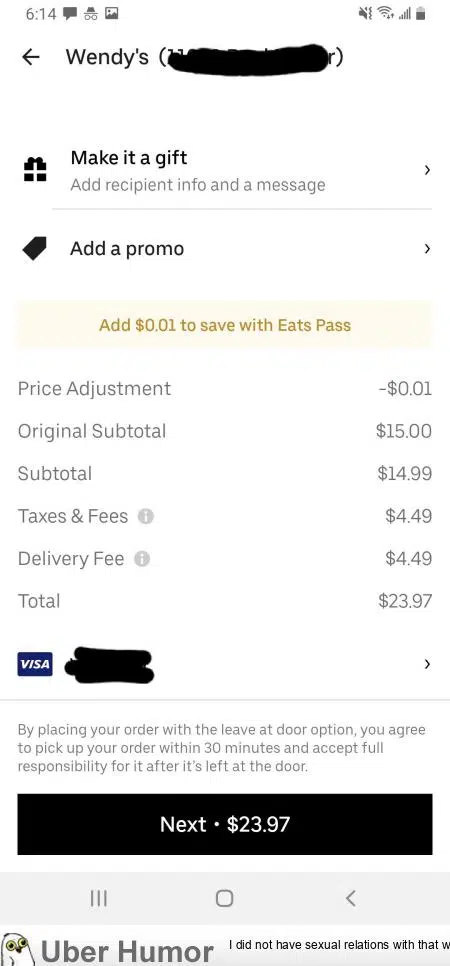 6:14
Wendy's (
r)
Make it a gift
Add recipient info and a message
Add a promo
Add $0.01 to save with Eats Pass
Price Adjustment -$0.01
Original Subtotal $15.00
Subtotal $14.99
Taxes & Fees $4.49
Delivery Fee $4.49
Total $23.97
VISA
By placing your order with the leave at door option, you agree
to pick up your order within 30 minutes and accept full
responsibility for it after it's left at the door.
Next • $23.97
Uber Humor
I did not have sexual relations with that w